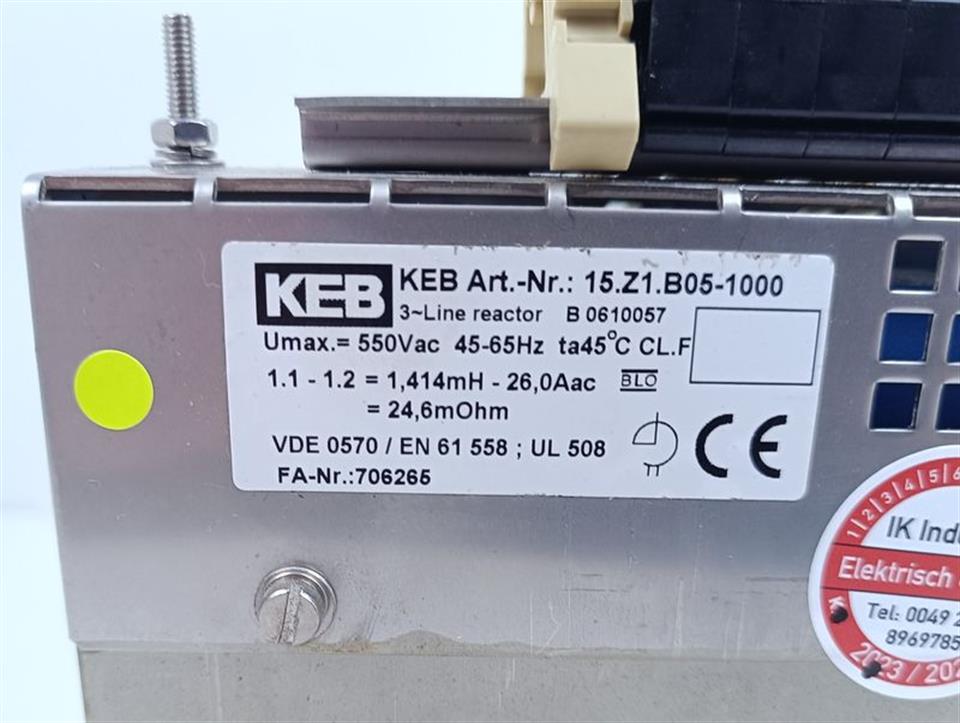 KEB
KEB Art.-Nr.: 15.Z1.B05-1000
3~Line reactor B 0610057
Umax.= 550Vac 45-65Hz ta45°C CL.F
1.1 - 1.2 = 1,414mH - 26,0Aac BLO
= 24,6mOhm
VDE 0570 / EN 61 558 ; UL 508
CE
FA-Nr.:706265
1 2 3 4 5 6
IK
Elektrisch
Tel: 0049 2
8969785
2023 /